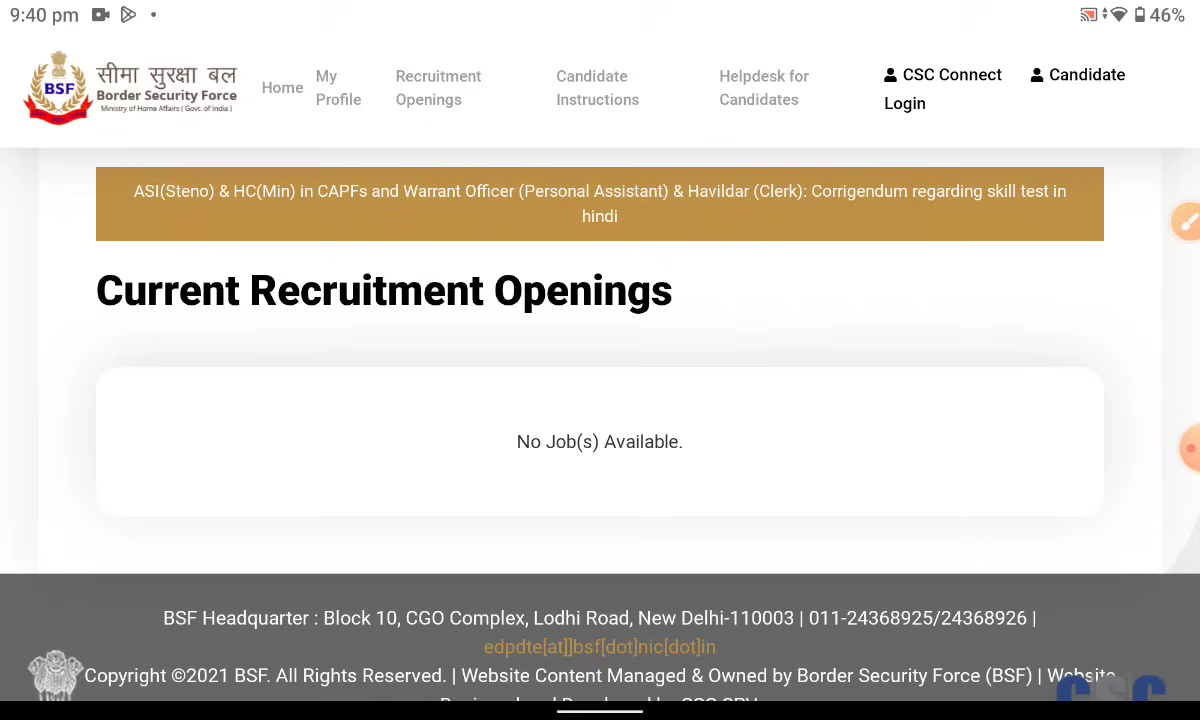 9:40 pm
46%
BSF
सीमा सुरक्षा बल
Border Security Force
Ministry of Home Affairs ( Govt. of India )
Home
My Profile
Recruitment Openings
Candidate Instructions
Helpdesk for Candidates
CSC Connect Login
Candidate
ASI(Steno) & HC(Min) in CAPFs and Warrant Officer (Personal Assistant) & Havildar (Clerk): Corrigendum regarding skill test in
hindi
Current Recruitment Openings
No Job(s) Available.
BSF Headquarter : Block 10, CGO Complex, Lodhi Road, New Delhi-110003 | 011-24368925/24368926 |
edpdte[at]]bsf[dot]nic[dot]in
Copyright ©2021 BSF. All Rights Reserved. | Website Content Managed & Owned by Border Security Force (BSF) | Website
CSC